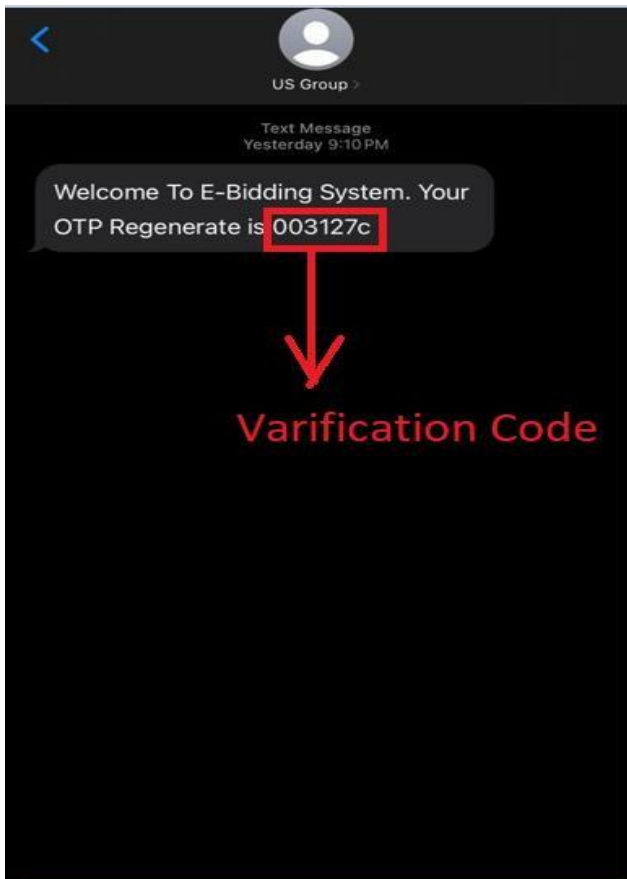 US Group >
Text Message
Yesterday 9:10 PM
Welcome To E-Bidding System. Your
OTP Regenerate is 003127c
Varification Code